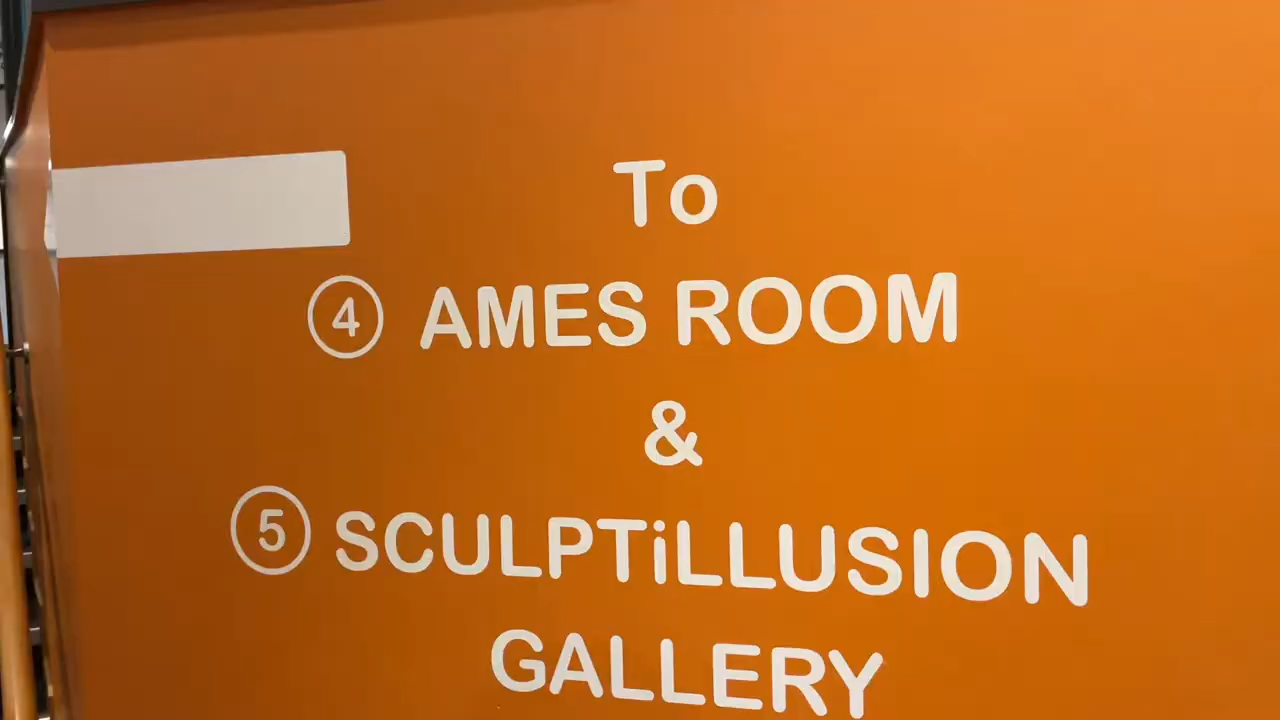 To
④ AMES ROOM
&
⑤ SCULPTiLLUSION
GALLERY